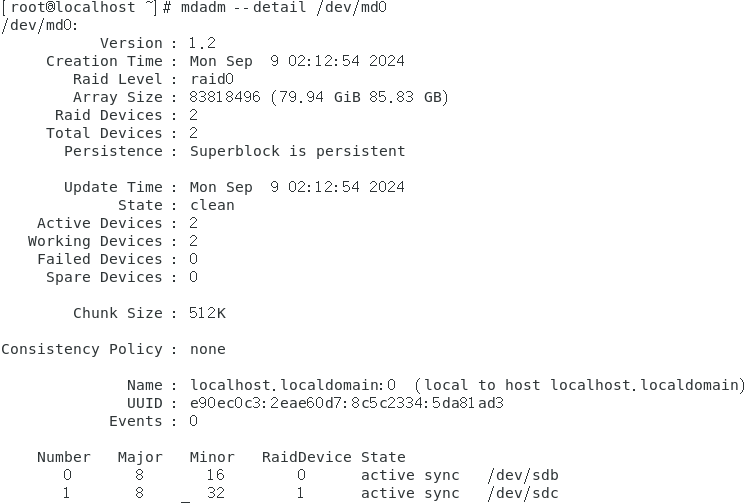 [root@localhost ~]# mdadm --detail /dev/md0
/dev/md0:
Version : 1.2
Creation Time : Mon Sep  9 02:12:54 2024
Raid Level : raid0
Array Size : 83818496 (79.94 GiB 85.83 GB)
Raid Devices : 2
Total Devices : 2
Persistence : Superblock is persistent
Update Time : Mon Sep  9 02:12:54 2024
State : clean
Active Devices : 2
Working Devices : 2
Failed Devices : 0
Spare Devices : 0
Chunk Size : 512K
Consistency Policy : none
Name : localhost.localdomain:0  (local to host localhost.localdomain)
UUID : e90ec0c3:2eae60d7:8c5c2334:5da81ad3
Events : 0
Number   Major   Minor   RaidDevice State
0       8       16        0      active sync   /dev/sdb
1       8       32        1      active sync   /dev/sdc